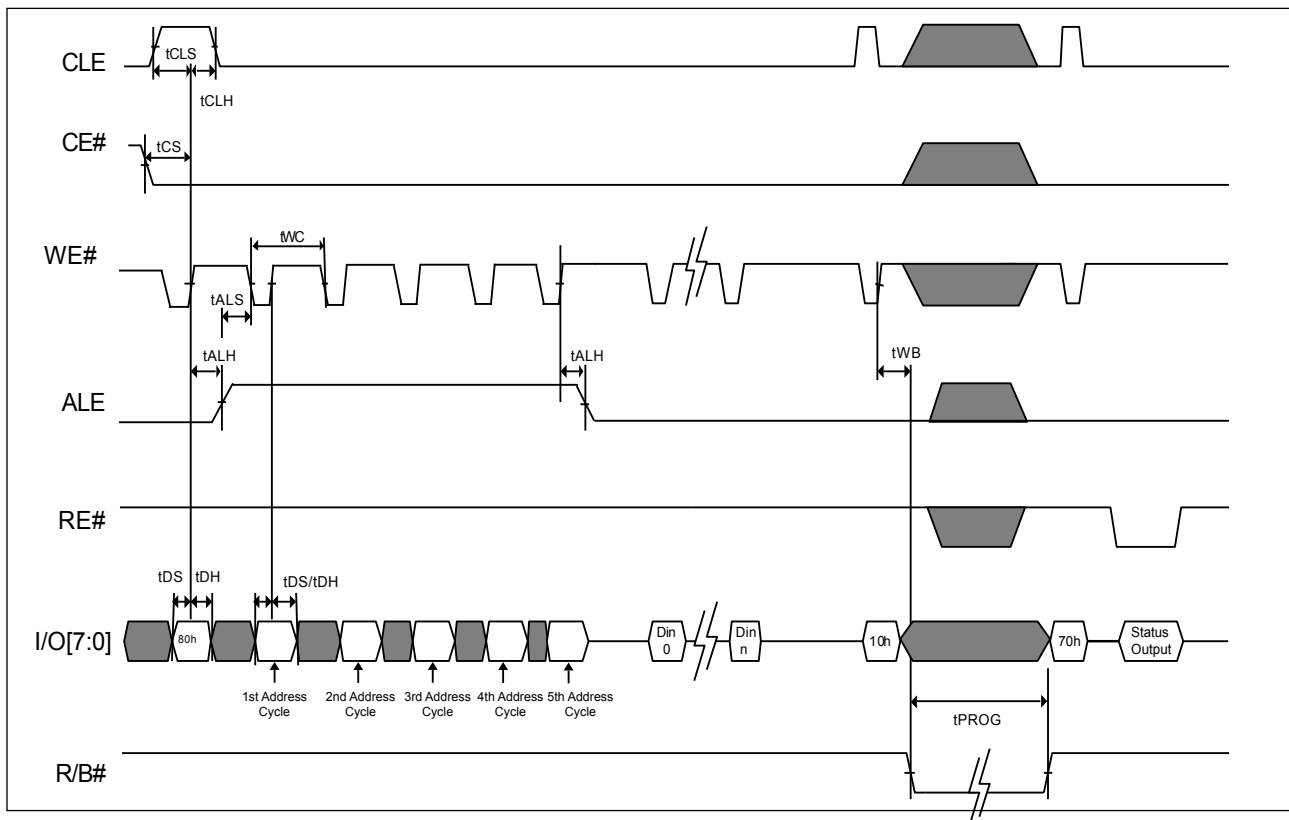 CLE
tCLS
tCLH
CE#
tCS
WE#
tWC
tALS
tALH
tALH
tWB
ALE
RE#
tDS
tDH
tDS/tDH
I/O[7:0]
80h
Din
0
Din
n
10h
70h
Status
Output
1st Address
Cycle
2nd Address
Cycle
3rd Address
Cycle
4th Address
Cycle
5th Address
Cycle
tPROG
R/B#